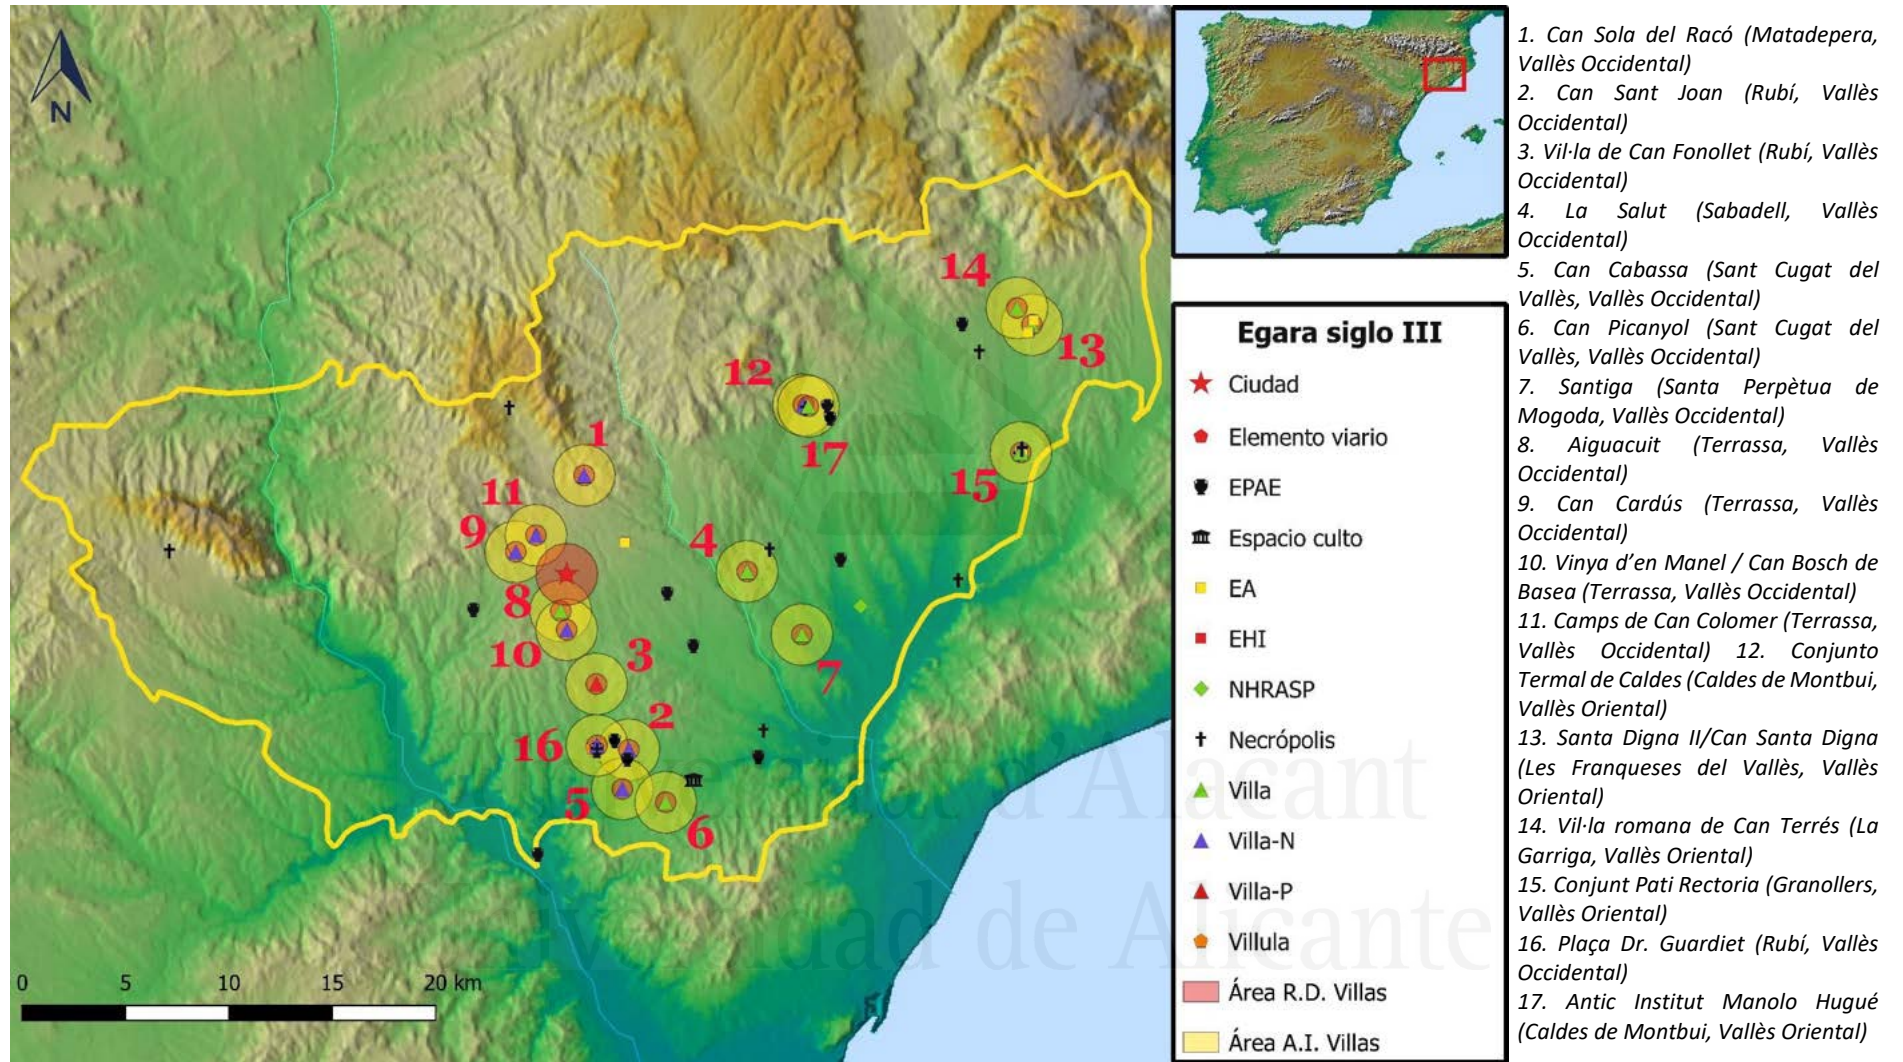 N
14
13
12
17
1
11
15
9
4
8
10
3
7
2
16
5
6
0 5 10 15 20 km
Universitat d'Alacant
Universidad de Alicante
Egara siglo III
Ciudad
Elemento viario
EPAE
Espacio culto
EA
EHI
NHRASP
Necrópolis
Villa
Villa-N
Villa-P
Villula
Área R.D. Villas
Área A.I. Villas
1. Can Sola del Racó (Matadepera,
Vallès Occidental)
2. Can Sant Joan (Rubí, Vallès
Occidental)
3. Vil·la de Can Fonollet (Rubí, Vallès
Occidental)
4. La Salut (Sabadell, Vallès
Occidental)
5. Can Cabassa (Sant Cugat del
Vallès, Vallès Occidental)
6. Can Picanyol (Sant Cugat del
Vallès, Vallès Occidental)
7. Santiga (Santa Perpètua de
Mogoda, Vallès Occidental)
8. Aiguacuit (Terrassa, Vallès
Occidental)
9. Can Cardús (Terrassa, Vallès
Occidental)
10. Vinya d'en Manel / Can Bosch de
Basea (Terrassa, Vallès Occidental)
11. Camps de Can Colomer (Terrassa,
Vallès Occidental) 12. Conjunto
Termal de Caldes (Caldes de Montbui,
Vallès Oriental)
13. Santa Digna II/Can Santa Digna
(Les Franqueses del Vallès, Vallès
Oriental)
14. Vil·la romana de Can Terrés (La
Garriga, Vallès Oriental)
15. Conjunt Pati Rectoria (Granollers,
Vallès Oriental)
16. Plaça Dr. Guardiet (Rubí, Vallès
Occidental)
17. Antic Institut Manolo Hugué
(Caldes de Montbui, Vallès Oriental)